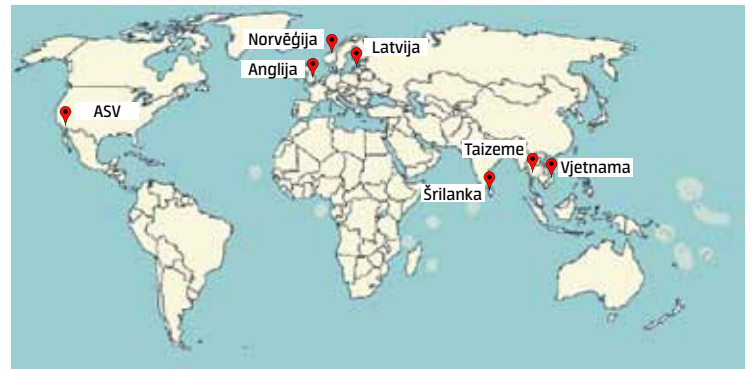 Norvēģija
Latvija
Anglija
ASV
Taizeme
Vjetnama
Šrilanka